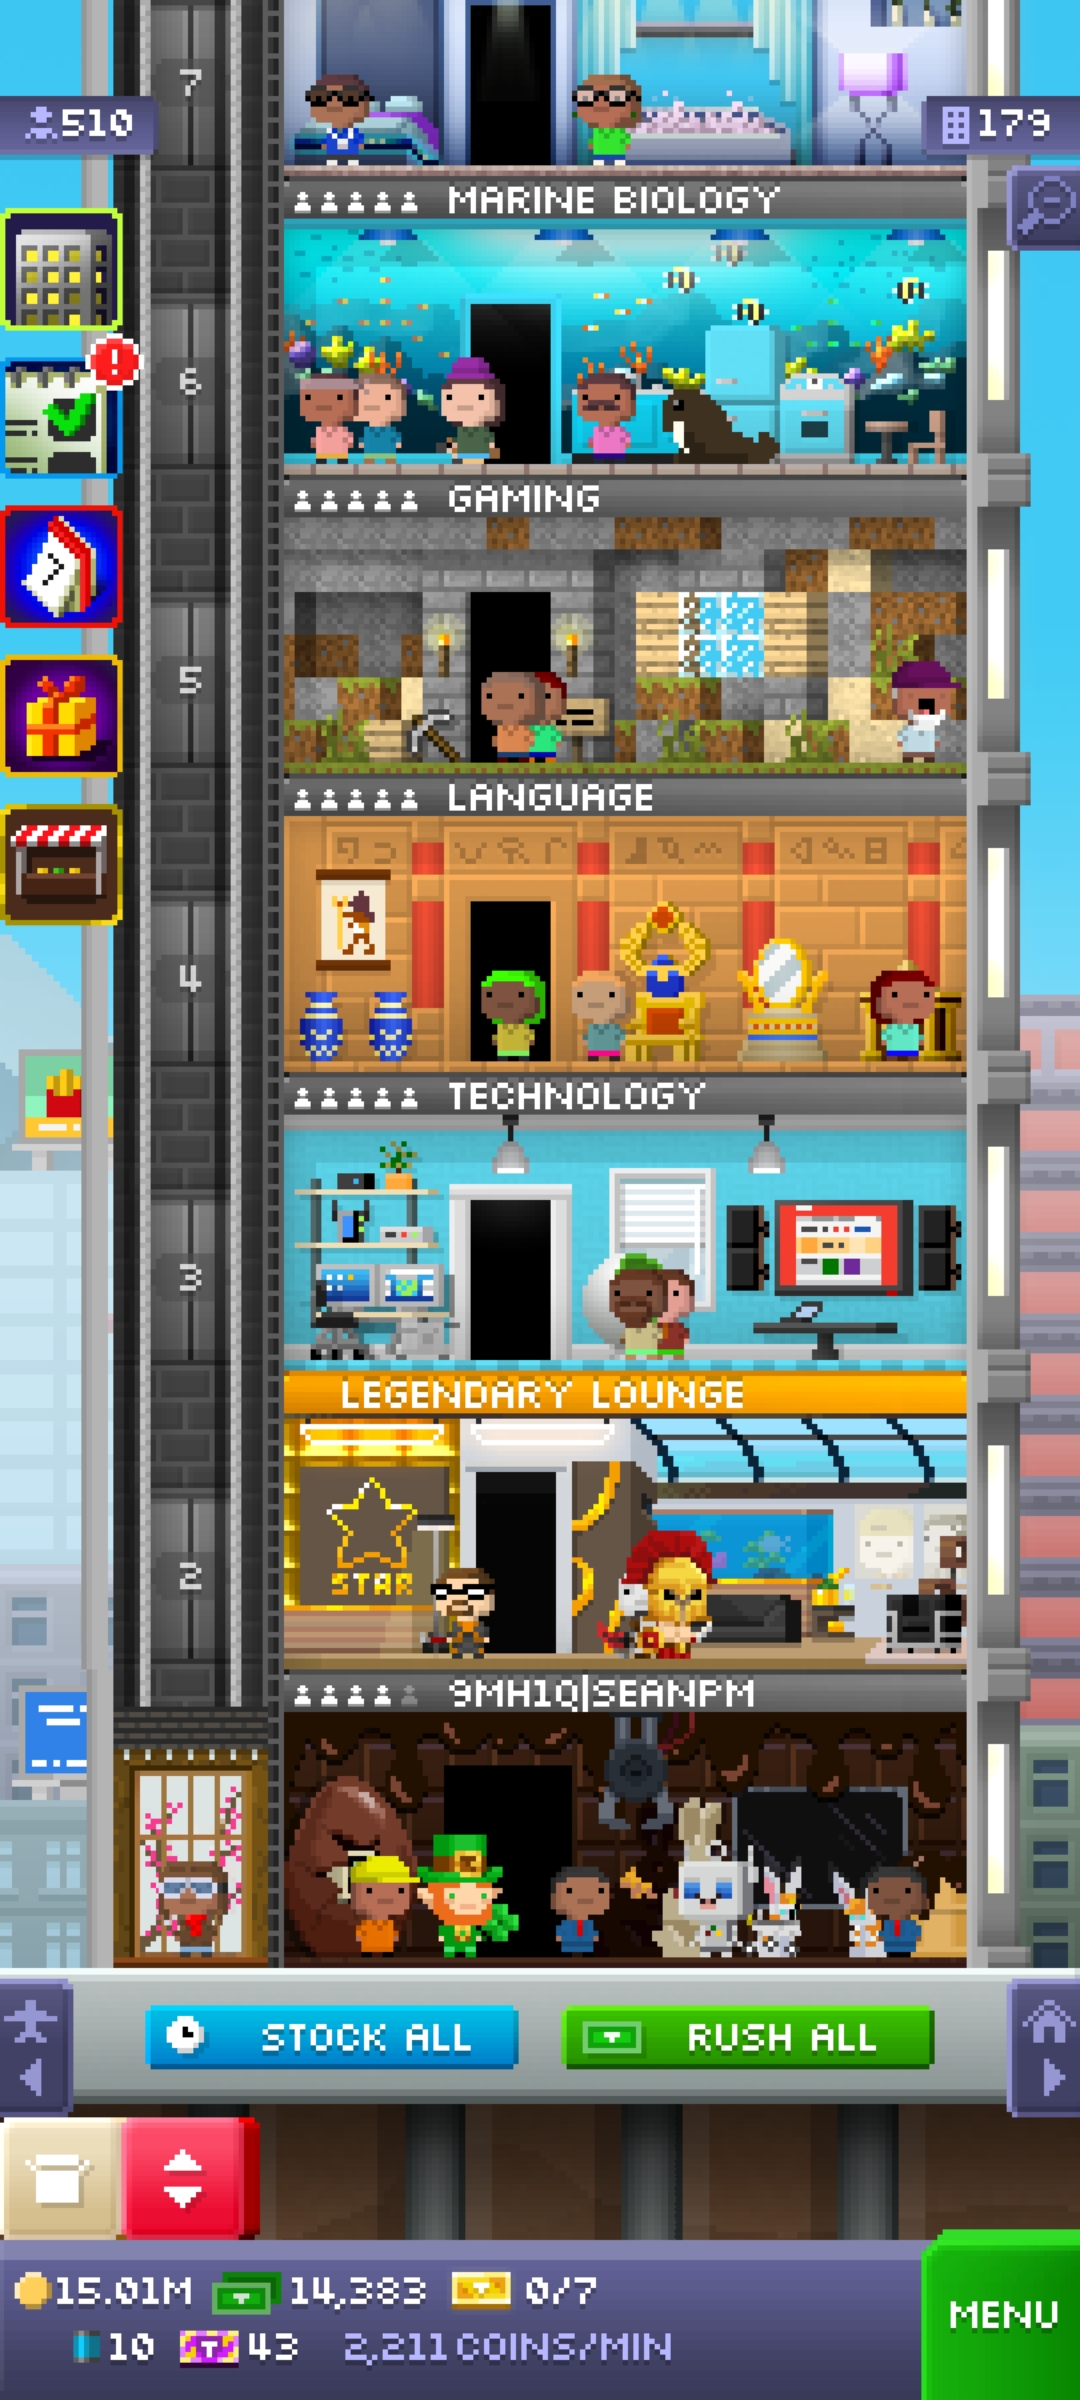 7
510
179
MARINE BIOLOGY
6
GAMING
5
7
LANGUAGE
4
TECHNOLOGY
3
LEGENDARY LOUNGE
STAR
2
9MH1Q|SEANPM
STOCK ALL
RUSH ALL
15.01M
14,383
0/7
MENU
10
43
2,211 COINS/MIN